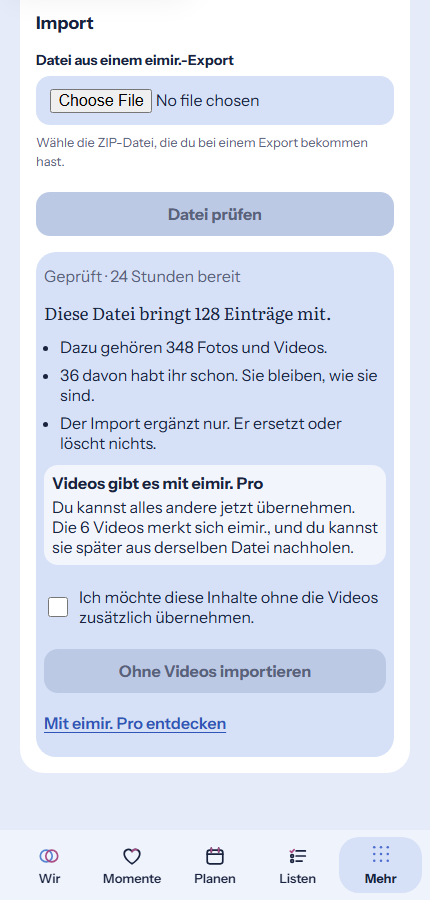 Import
Datei aus einem eimir.-Export
Choose File No file chosen
Wähle die ZIP-Datei, die du bei einem Export bekommen
hast.
Datei prüfen
Geprüft · 24 Stunden bereit
Diese Datei bringt 128 Einträge mit.
Dazu gehören 348 Fotos und Videos.
36 davon habt ihr schon. Sie bleiben, wie sie
sind.
Der Import ergänzt nur. Er ersetzt oder
löscht nichts.
Videos gibt es mit eimir. Pro
Du kannst alles andere jetzt übernehmen.
Die 6 Videos merkt sich eimir., und du kannst
sie später aus derselben Datei nachholen.
Ich möchte diese Inhalte ohne die Videos
zusätzlich übernehmen.
Ohne Videos importieren
Mit eimir. Pro entdecken
Wir
Momente
Planen
Listen
Mehr